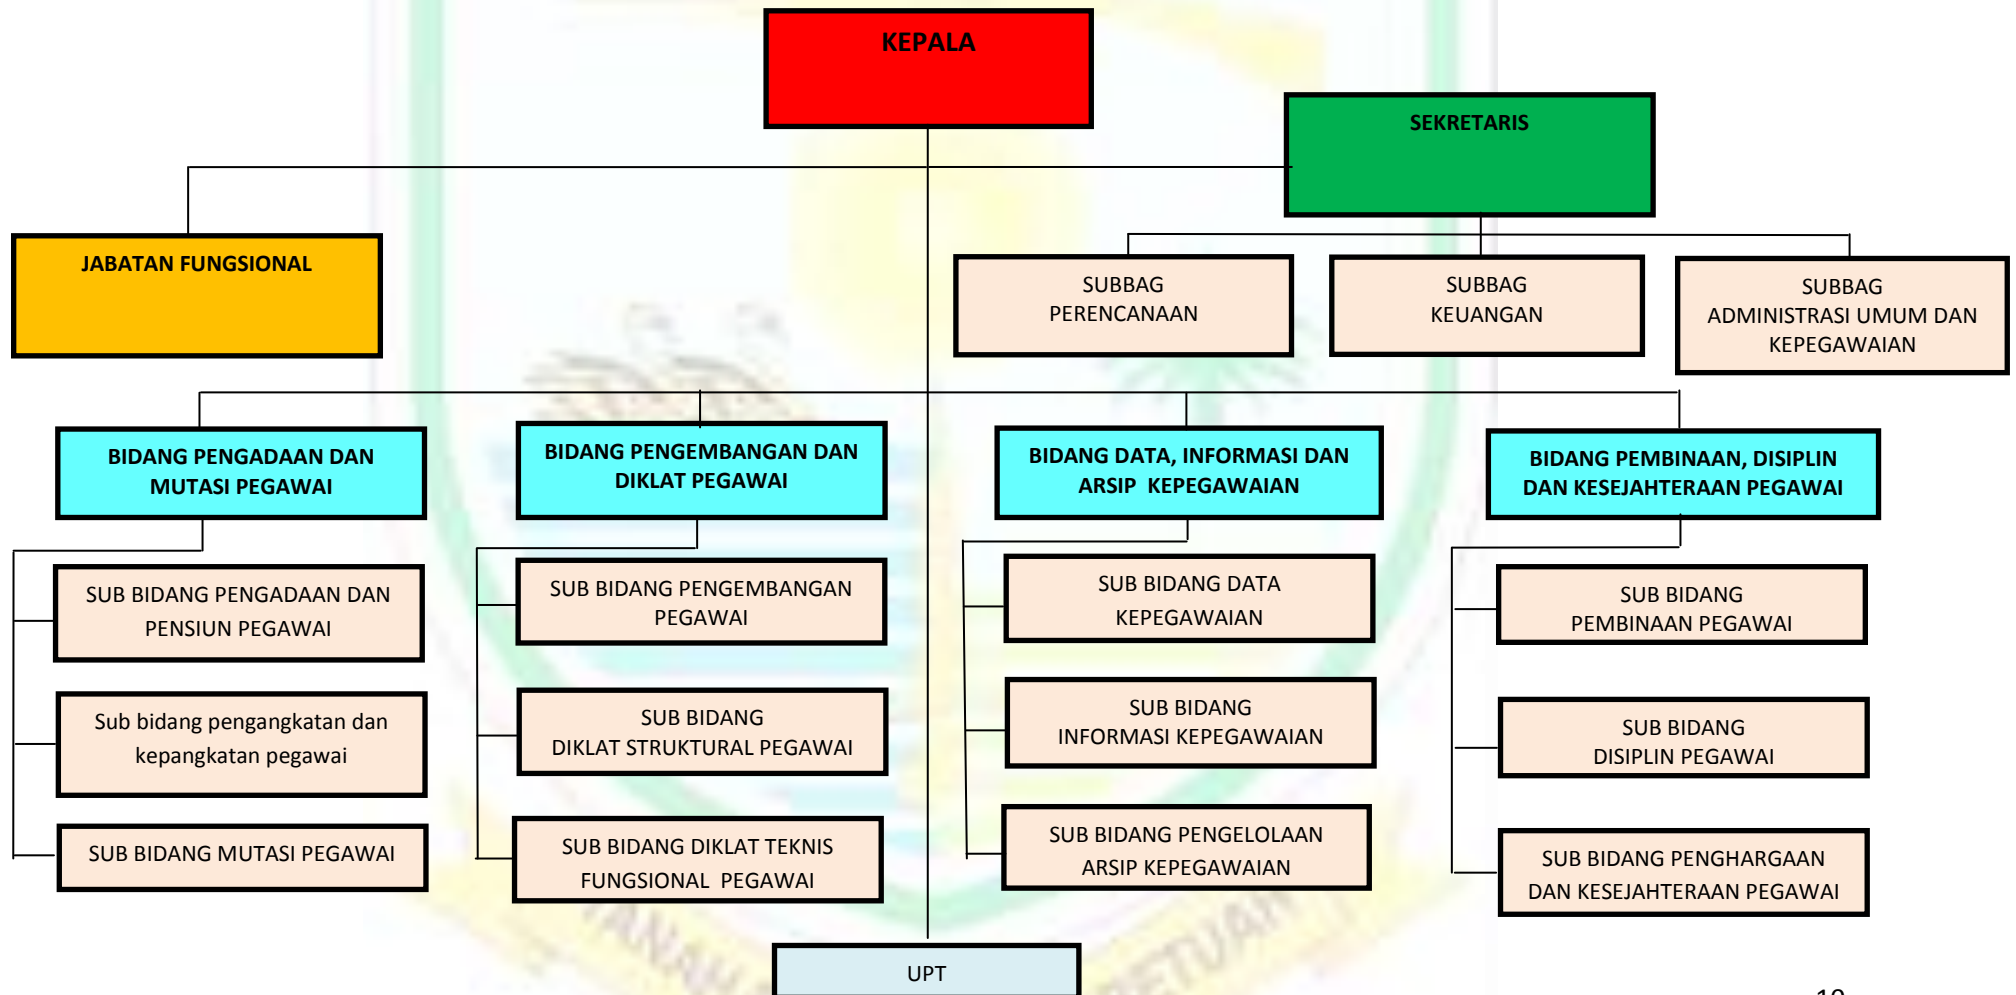 KEPALA
SEKRETARIS
JABATAN FUNGSIONAL
SUBBAG
PERENCANAAN
SUBBAG
KEUANGAN
SUBBAG
ADMINISTRASI UMUM DAN
KEPEGAWAIAN
BIDANG PENGADAAN DAN
MUTASI PEGAWAI
BIDANG PENGEMBANGAN DAN
DIKLAT PEGAWAI
BIDANG DATA, INFORMASI DAN
ARSIP KEPEGAWAIAN
BIDANG PEMBINAAN, DISIPLIN
DAN KESEJAHTERAAN PEGAWAI
SUB BIDANG PENGADAAN DAN
PENSIUN PEGAWAI
Sub bidang pengangkatan dan
kepangkatan pegawai
SUB BIDANG MUTASI PEGAWAI
SUB BIDANG PENGEMBANGAN
PEGAWAI
SUB BIDANG
DIKLAT STRUKTURAL PEGAWAI
SUB BIDANG DIKLAT TEKNIS
FUNGSIONAL PEGAWAI
SUB BIDANG DATA
KEPEGAWAIAN
SUB BIDANG
INFORMASI KEPEGAWAIAN
SUB BIDANG PENGELOLAAN
ARSIP KEPEGAWAIAN
SUB BIDANG
PEMBINAAN PEGAWAI
SUB BIDANG
DISIPLIN PEGAWAI
SUB BIDANG PENGHARGAAN
DAN KESEJAHTERAAN PEGAWAI
UPT
TANAH